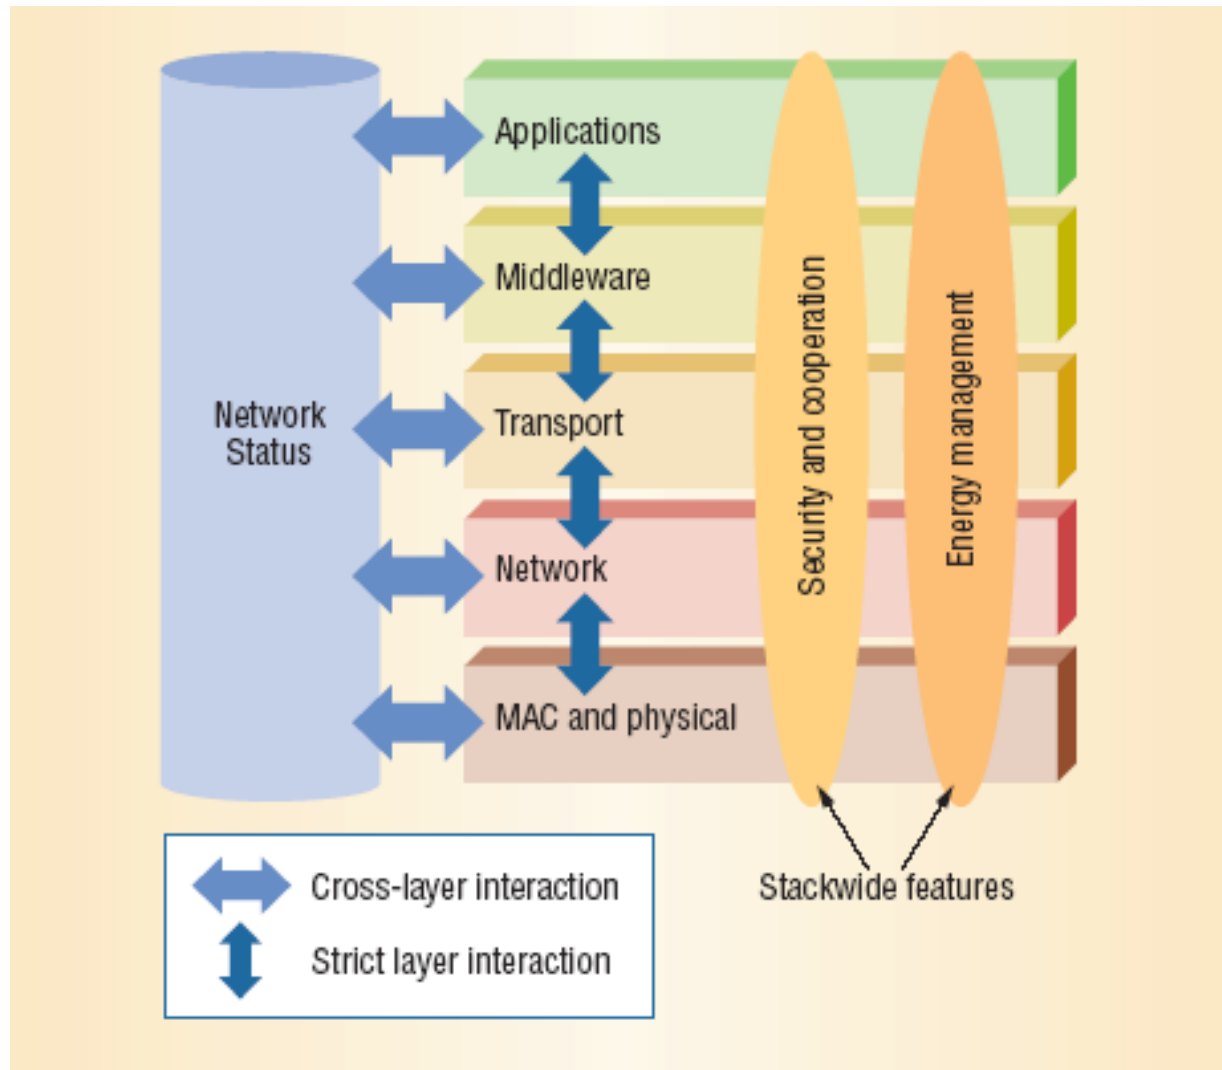 Applications
Middleware
Network
Status
Transport
Network
MAC and physical
Security and cooperation
Energy management
Stackwide features
Cross-layer interaction
Strict layer interaction